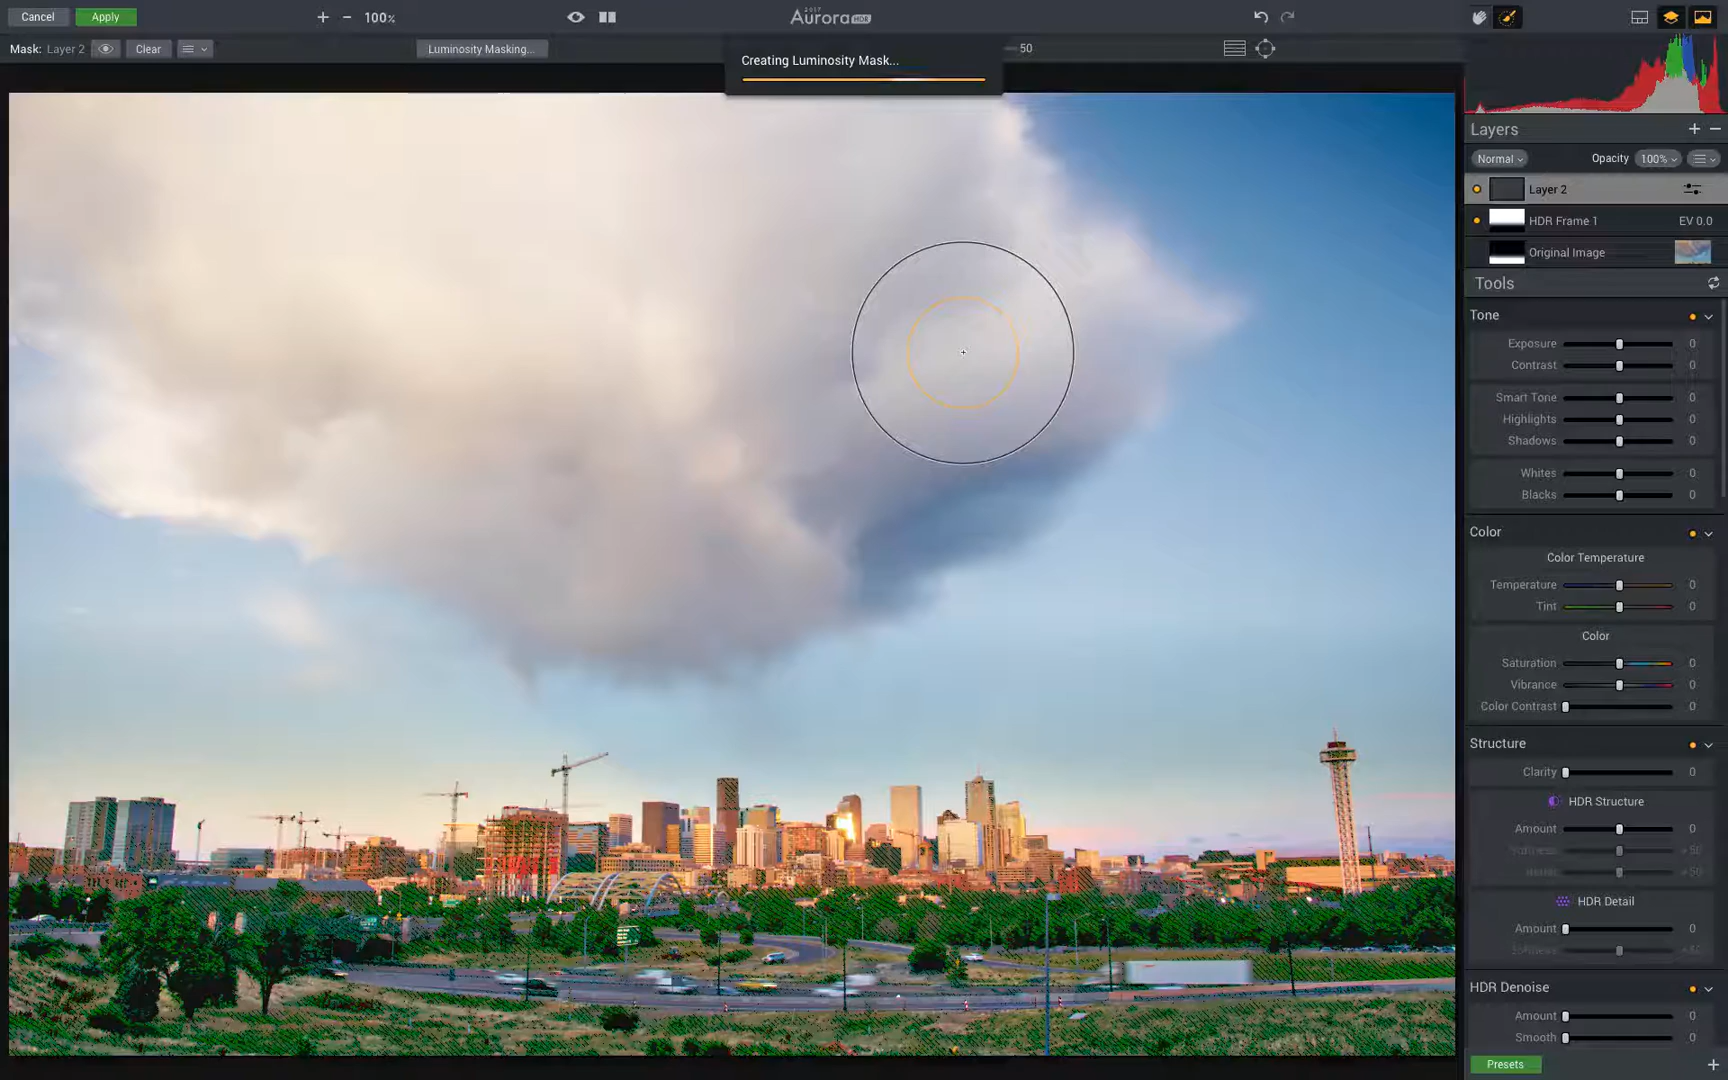 Cancel
Apply
+ − 100%
2017
Aurora HDR
Mask: Layer 2
Clear
Luminosity Masking...
Creating Luminosity Mask...
50
Layers
Normal
Opacity 100%
Layer 2
HDR Frame 1 EV 0.0
Original Image
Tools
Tone
Exposure 0
Contrast 0
Smart Tone 0
Highlights 0
Shadows 0
Whites 0
Blacks 0
Color
Color Temperature
Temperature 0
Tint 0
Color
Saturation 0
Vibrance 0
Color Contrast 0
Structure
Clarity 0
HDR Structure
Amount 0
Softness +50
HDR Detail
Amount 0
Softness
HDR Denoise
Amount 0
Smooth 0
Presets